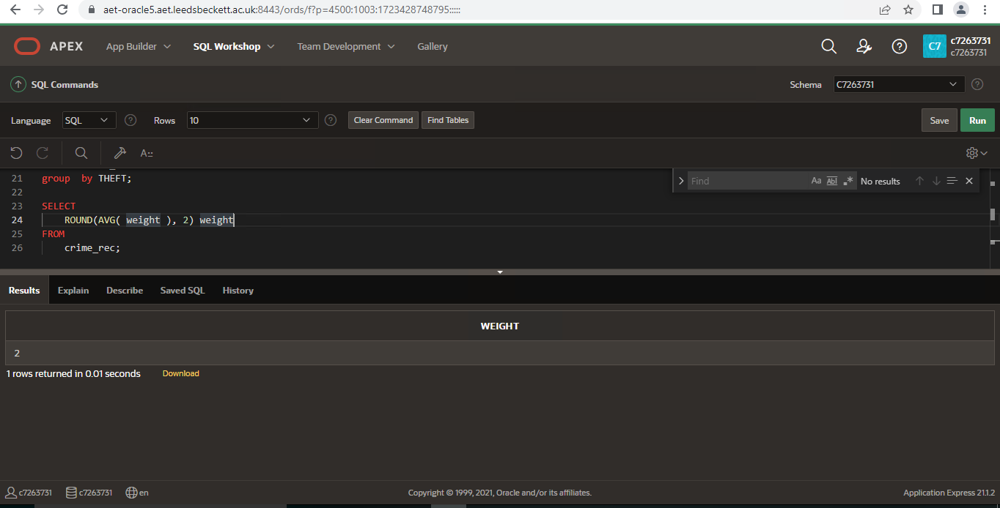 aet-oracle5.aet.leedsbeckett.ac.uk:8443/ords/f?p=4500:1003:1723428748795:::::
APEX App Builder SQL Workshop Team Development Gallery ? C7 c7263731
c7263731
SQL Commands Schema C7263731 ?
Language SQL ? Rows 10 ? Clear Command Find Tables Save Run
A::
21 group  by THEFT; > Find Aa Abl .* No results
22
23 SELECT
24 ROUND(AVG( weight ), 2) weight
25 FROM
26 crime_rec;
Results Explain Describe Saved SQL History
WEIGHT
2
1 rows returned in 0.01 seconds Download
c7263731 c7263731 en Copyright © 1999, 2021, Oracle and/or its affiliates. Application Express 21.1.2